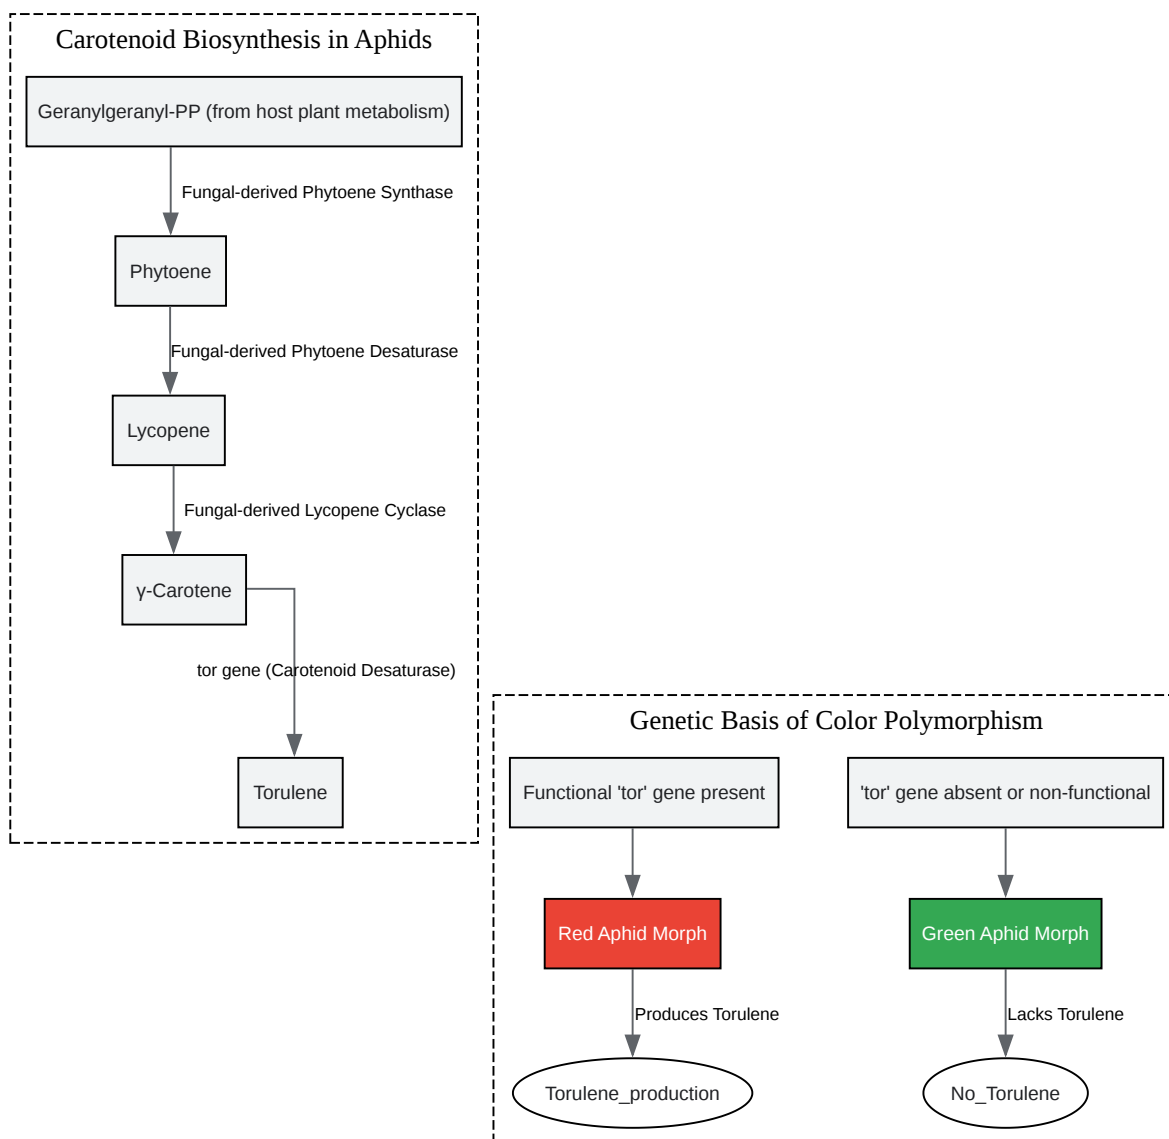 Carotenoid Biosynthesis in Aphids
Geranylgeranyl-PP (from host plant metabolism)
Fungal-derived Phytoene Synthase
Phytoene
Fungal-derived Phytoene Desaturase
Lycopene
Fungal-derived Lycopene Cyclase
γ-Carotene
tor gene (Carotenoid Desaturase)
Torulene
Genetic Basis of Color Polymorphism
Functional 'tor' gene present
'tor' gene absent or non-functional
Red Aphid Morph
Green Aphid Morph
Produces Torulene
Lacks Torulene
Torulene_production
No_Torulene